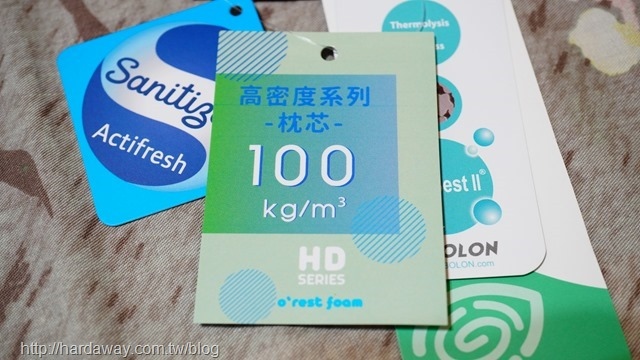 Thermolysis
Sanitize
Actifresh
高密度系列
-枕芯-
100
kg/m³
HD
SERIES
o'rest foam
est II®
OLON
OLON.com
http://hardaway.com.tw/blog